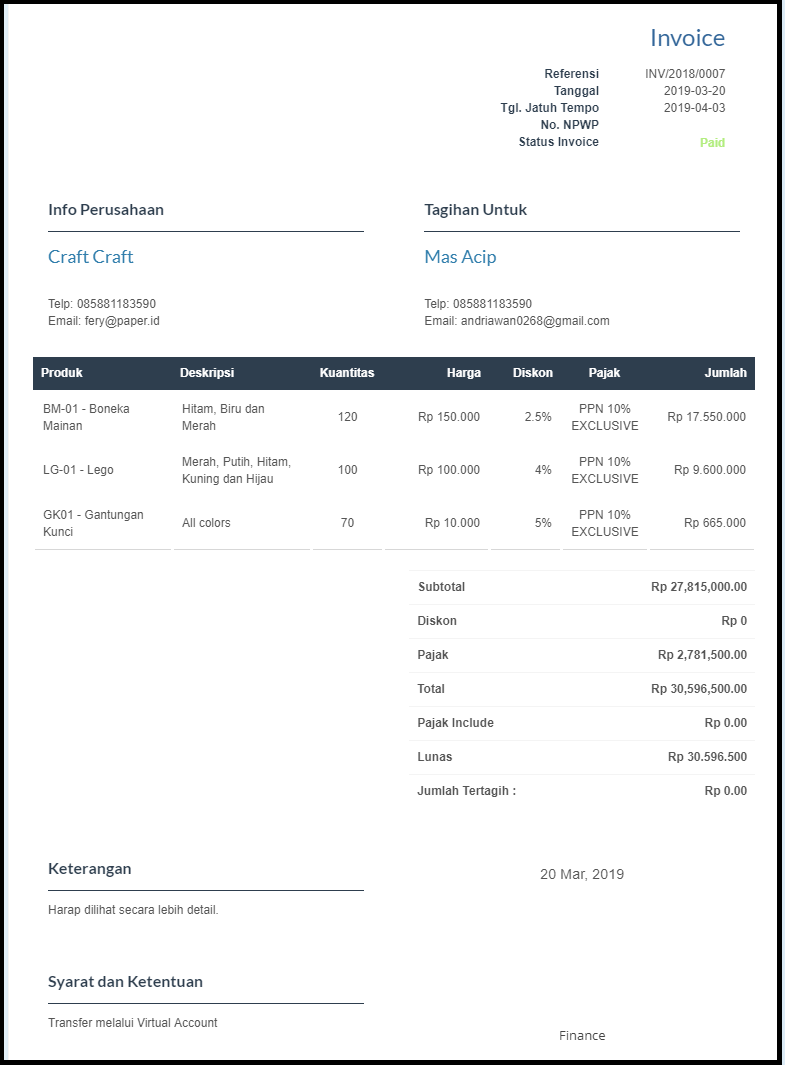 Invoice
Referensi INV/2018/0007
Tanggal 2019-03-20
Tgl. Jatuh Tempo 2019-04-03
No. NPWP
Status Invoice Paid
Info Perusahaan
Craft Craft
Telp: 085881183590
Email: fery@paper.id
Tagihan Untuk
Mas Acip
Telp: 085881183590
Email: andriawan0268@gmail.com
Produk Deskripsi Kuantitas Harga Diskon Pajak Jumlah
BM-01 - Boneka Hitam, Biru dan PPN 10%
Mainan Merah 120 Rp 150.000 2.5% EXCLUSIVE Rp 17.550.000
LG-01 - Lego Merah, Putih, Hitam, 100 Rp 100.000 4% PPN 10% Rp 9.600.000
Kuning dan Hijau EXCLUSIVE
GK01 - Gantungan All colors 70 Rp 10.000 5% PPN 10% Rp 665.000
Kunci EXCLUSIVE
Subtotal Rp 27,815,000.00
Diskon Rp 0
Pajak Rp 2,781,500.00
Total Rp 30,596,500.00
Pajak Include Rp 0.00
Lunas Rp 30.596.500
Jumlah Tertagih : Rp 0.00
Keterangan
Harap dilihat secara lebih detail.
20 Mar, 2019
Syarat dan Ketentuan
Transfer melalui Virtual Account
Finance